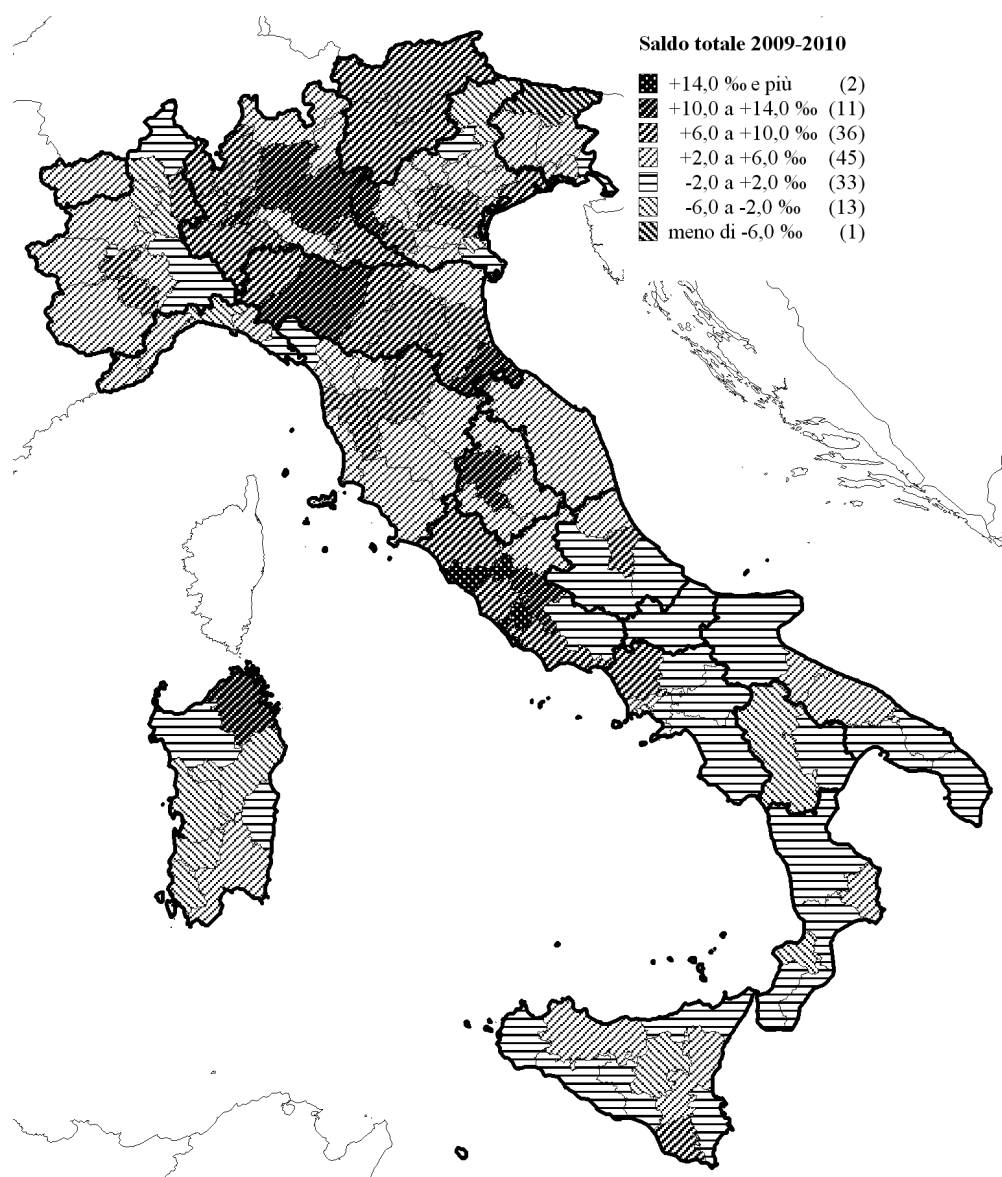 Saldo totale 2009-2010
+14,0 ‰ e più (2)
+10,0 a +14,0 ‰ (11)
+6,0 a +10,0 ‰ (36)
+2,0 a +6,0 ‰ (45)
-2,0 a +2,0 ‰ (33)
-6,0 a -2,0 ‰ (13)
meno di -6,0 ‰ (1)